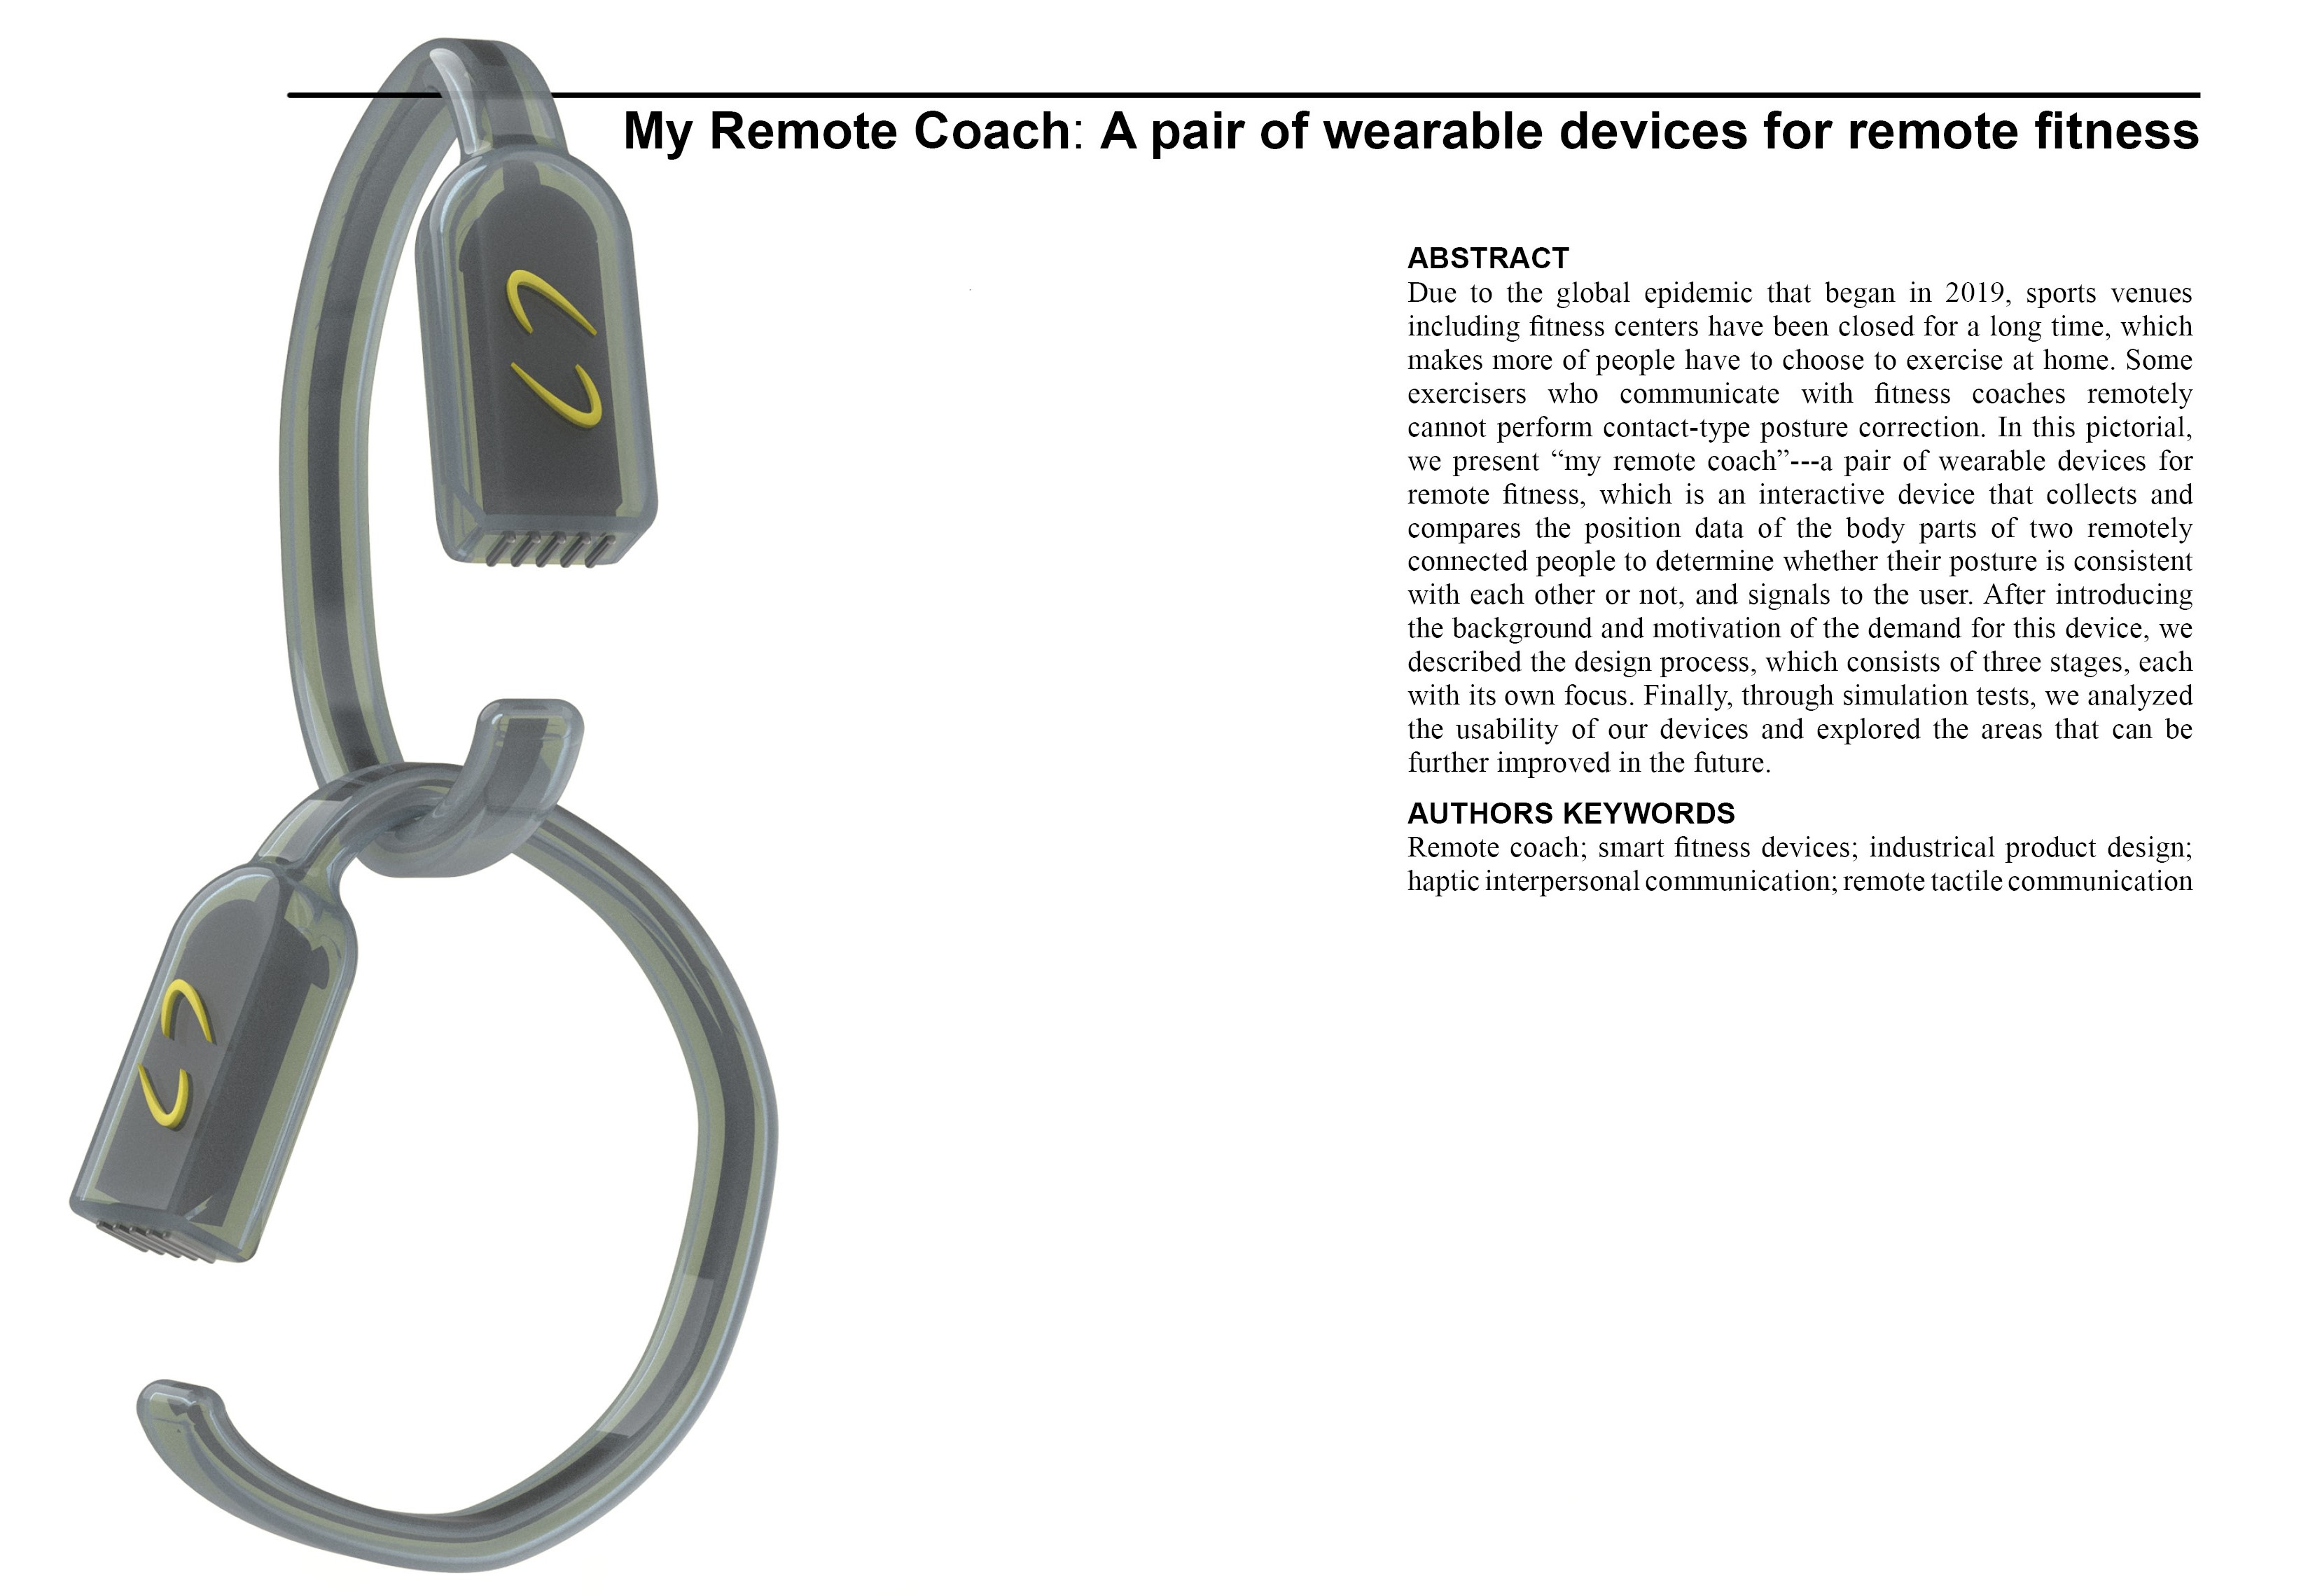 My Remote Coach: A pair of wearable devices for remote fitness
ABSTRACT
Due to the global epidemic that began in 2019, sports venues
including fitness centers have been closed for a long time, which
makes more of people have to choose to exercise at home. Some
exercisers who communicate with fitness coaches remotely
cannot perform contact-type posture correction. In this pictorial,
we present “my remote coach”---a pair of wearable devices for
remote fitness, which is an interactive device that collects and
compares the position data of the body parts of two remotely
connected people to determine whether their posture is consistent
with each other or not, and signals to the user. After introducing
the background and motivation of the demand for this device, we
described the design process, which consists of three stages, each
with its own focus. Finally, through simulation tests, we analyzed
the usability of our devices and explored the areas that can be
further improved in the future.
AUTHORS KEYWORDS
Remote coach; smart fitness devices; industrical product design;
haptic interpersonal communication; remote tactile communication